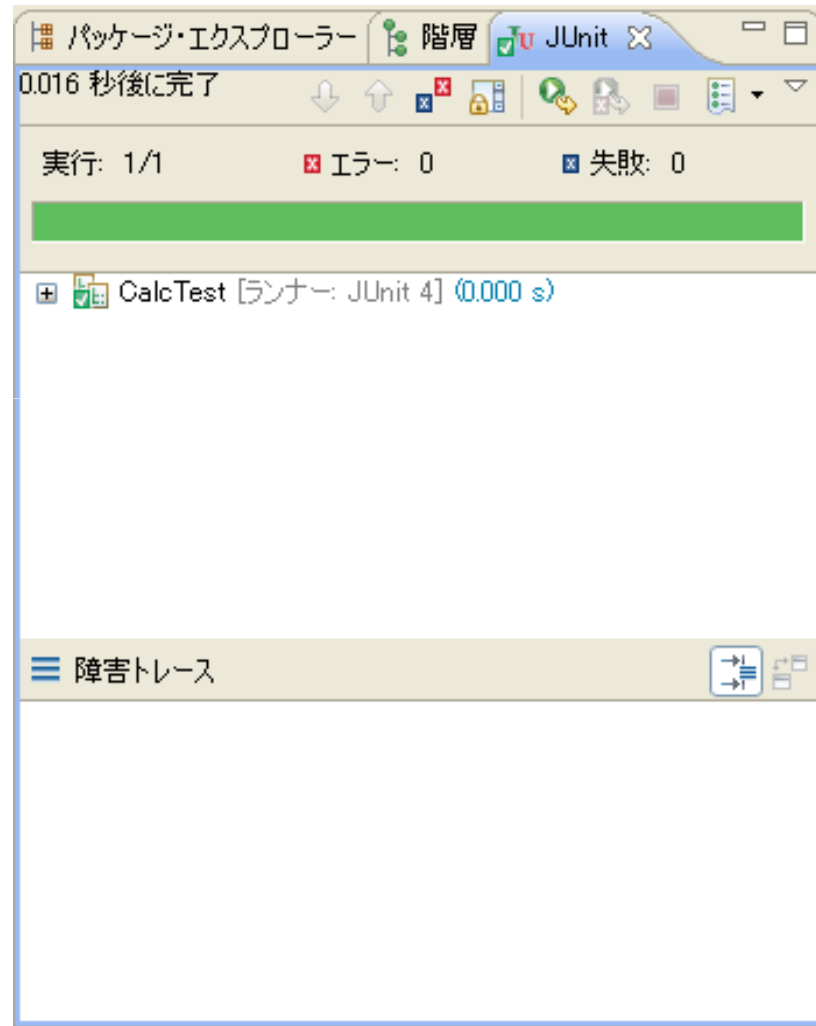 パッケージ・エクスプローラー 階層 JUnit
0.016 秒後に完了
実行: 1/1 エラー: 0 失敗: 0
CalcTest [ランナー: JUnit 4] (0.000 s)
障害トレース